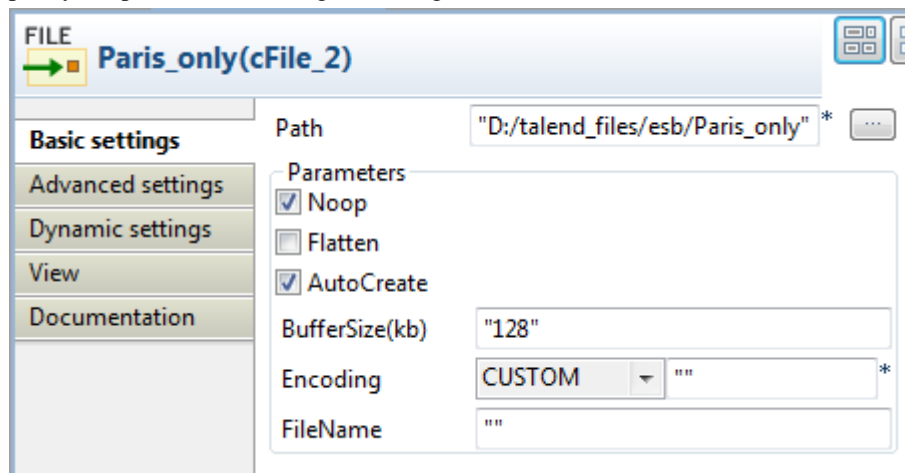 FILE
Paris_only(cFile_2)
Basic settings
Advanced settings
Dynamic settings
View
Documentation
Path "D:/talend_files/esb/Paris_only" * ...
Parameters
Noop
Flatten
AutoCreate
BufferSize(kb) "128"
Encoding CUSTOM "" *
FileName ""